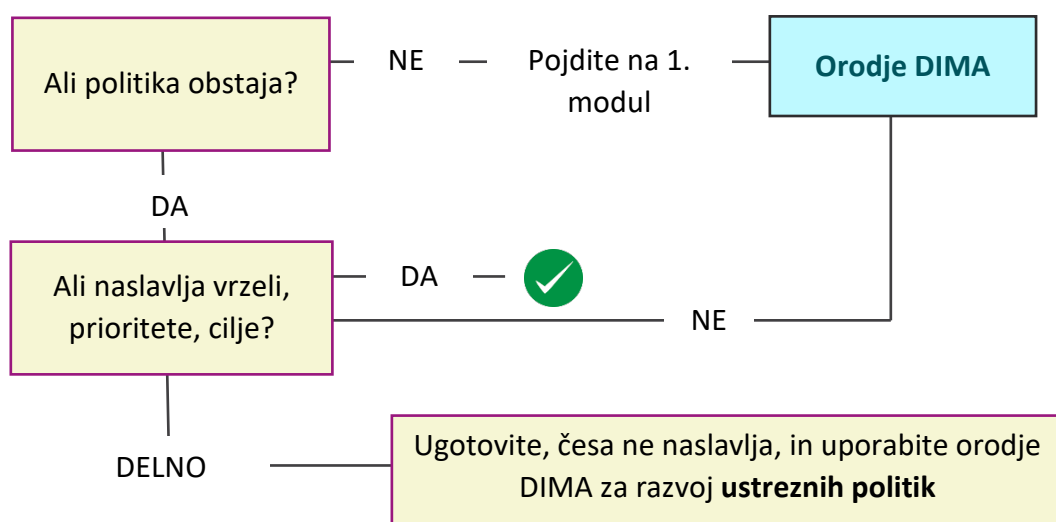 Ali politika obstaja?
NE
Pojdite na 1.
modul
Orodje DIMA
DA
Ali naslavlja vrzeli,
prioritete, cilje?
DA
NE
DELNO
Ugotovite, česa ne naslavlja, in uporabite orodje
DIMA za razvoj ustreznih politik